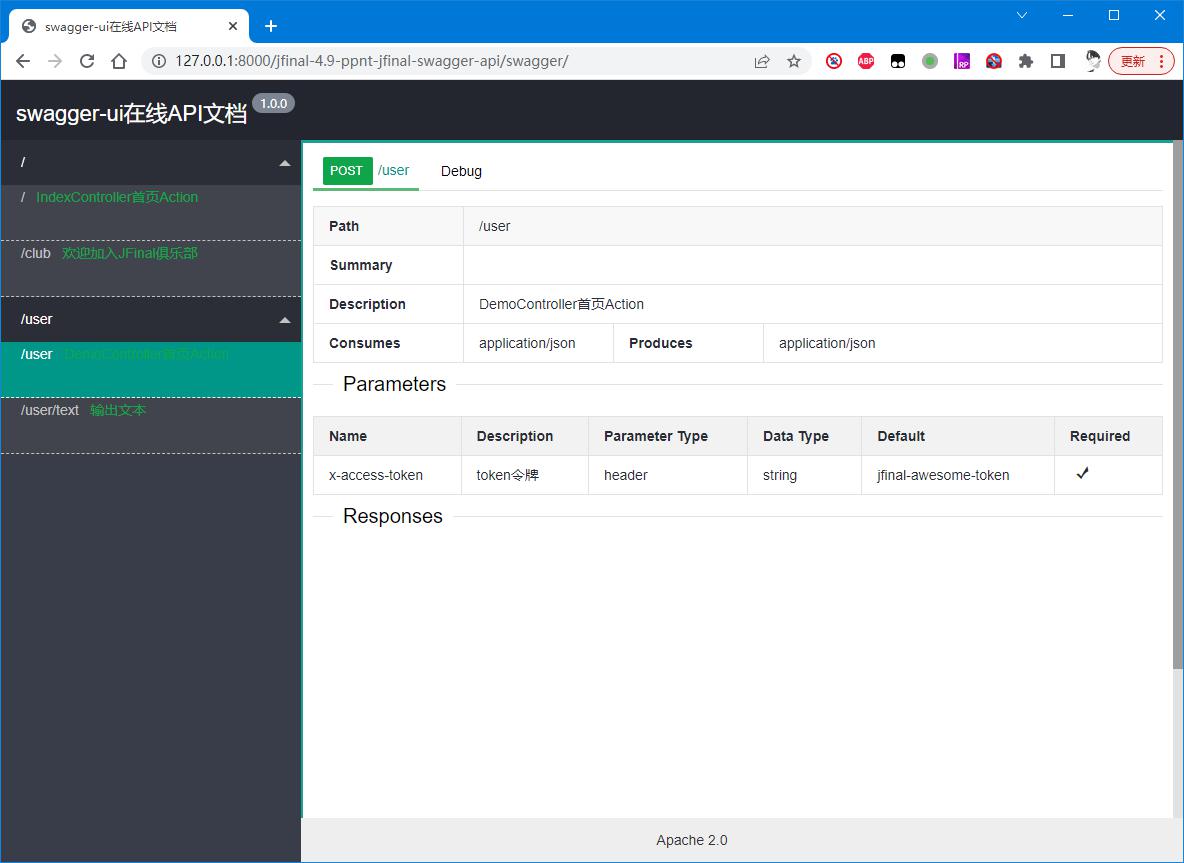 swagger-ui在线API文档
127.0.0.1:8000/jfinal-4.9-ppnt-jfinal-swagger-api/swagger/
ABP
RP
更新
swagger-ui在线API文档 1.0.0
/
/ IndexController首页Action
/club 欢迎加入JFinal俱乐部
/user
/user DemoController首页Action
/user/text 输出文本
POST /user Debug
Path /user
Summary
Description DemoController首页Action
Consumes application/json Produces application/json
Parameters
Name Description Parameter Type Data Type Default Required
x-access-token token令牌 header string jfinal-awesome-token ✓
Responses
Apache 2.0